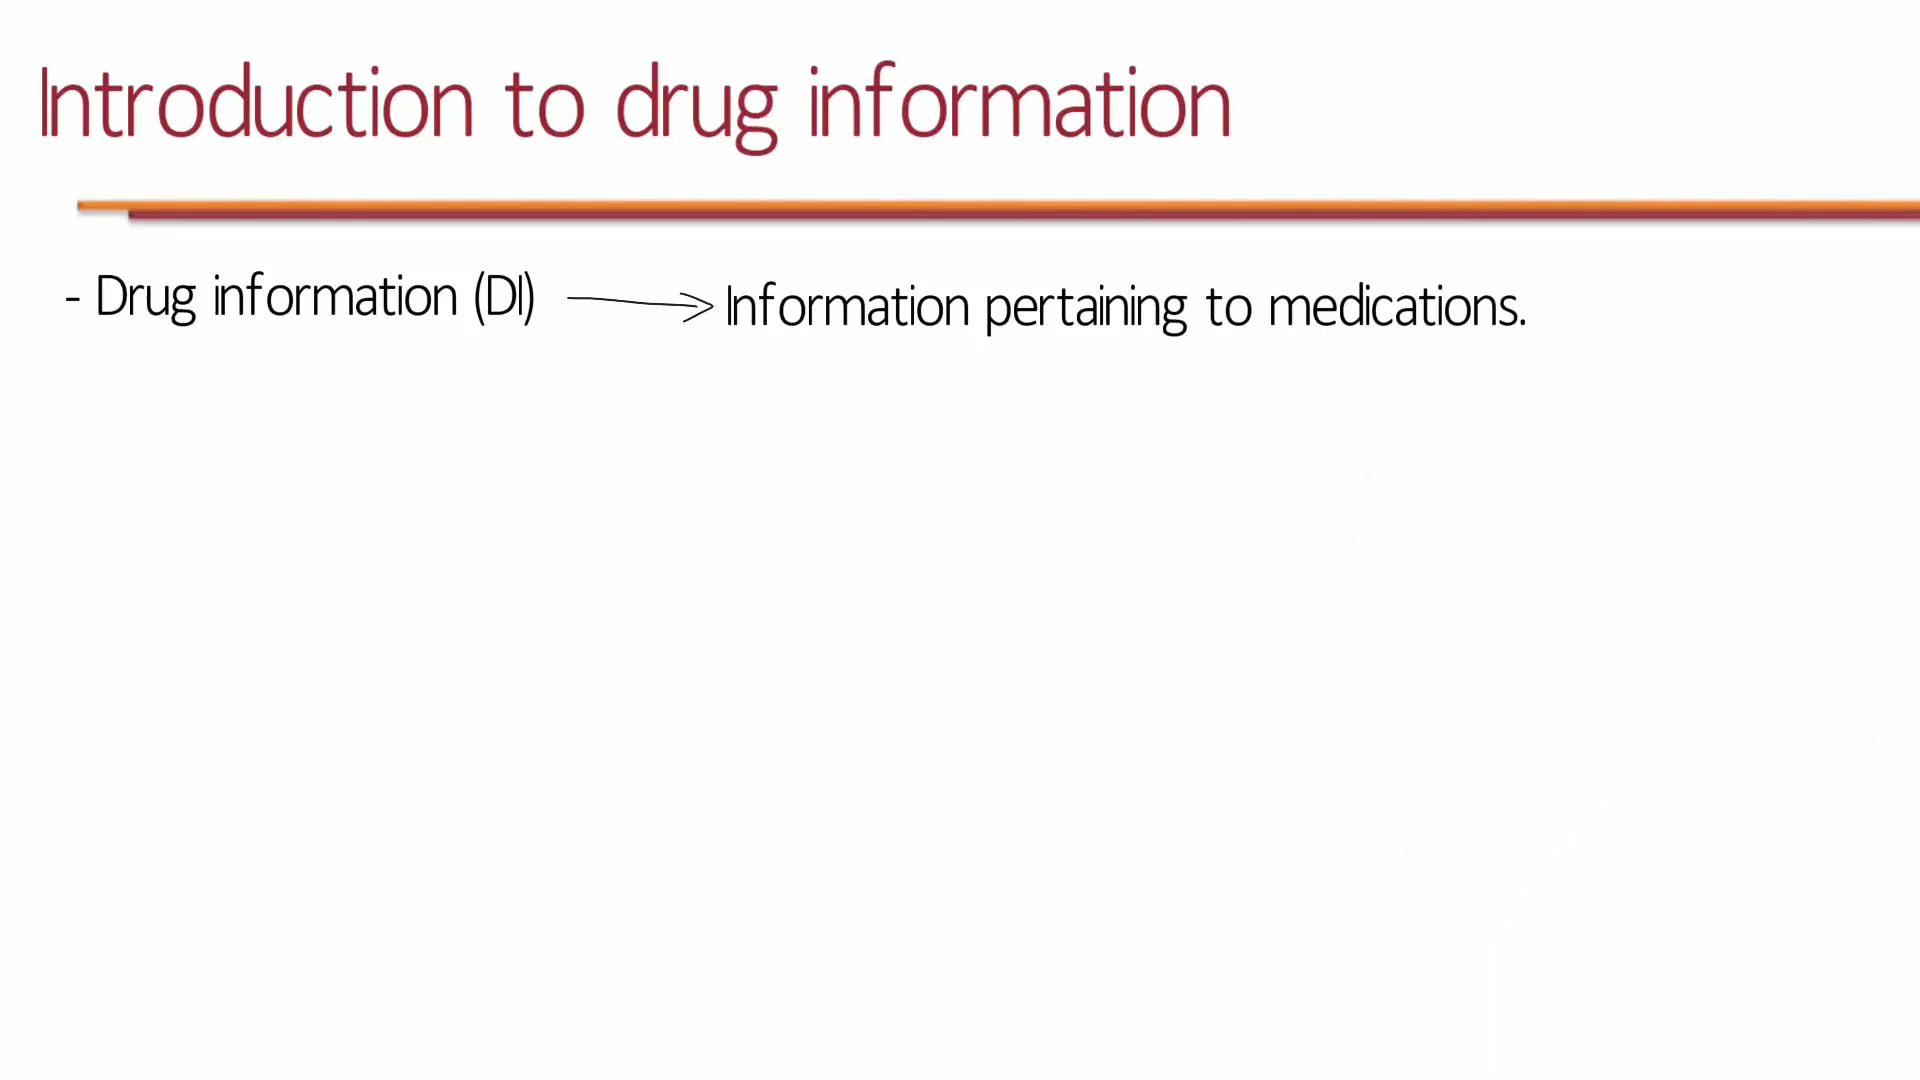 Introduction to drug information
- Drug information (DI) Information pertaining to medications.